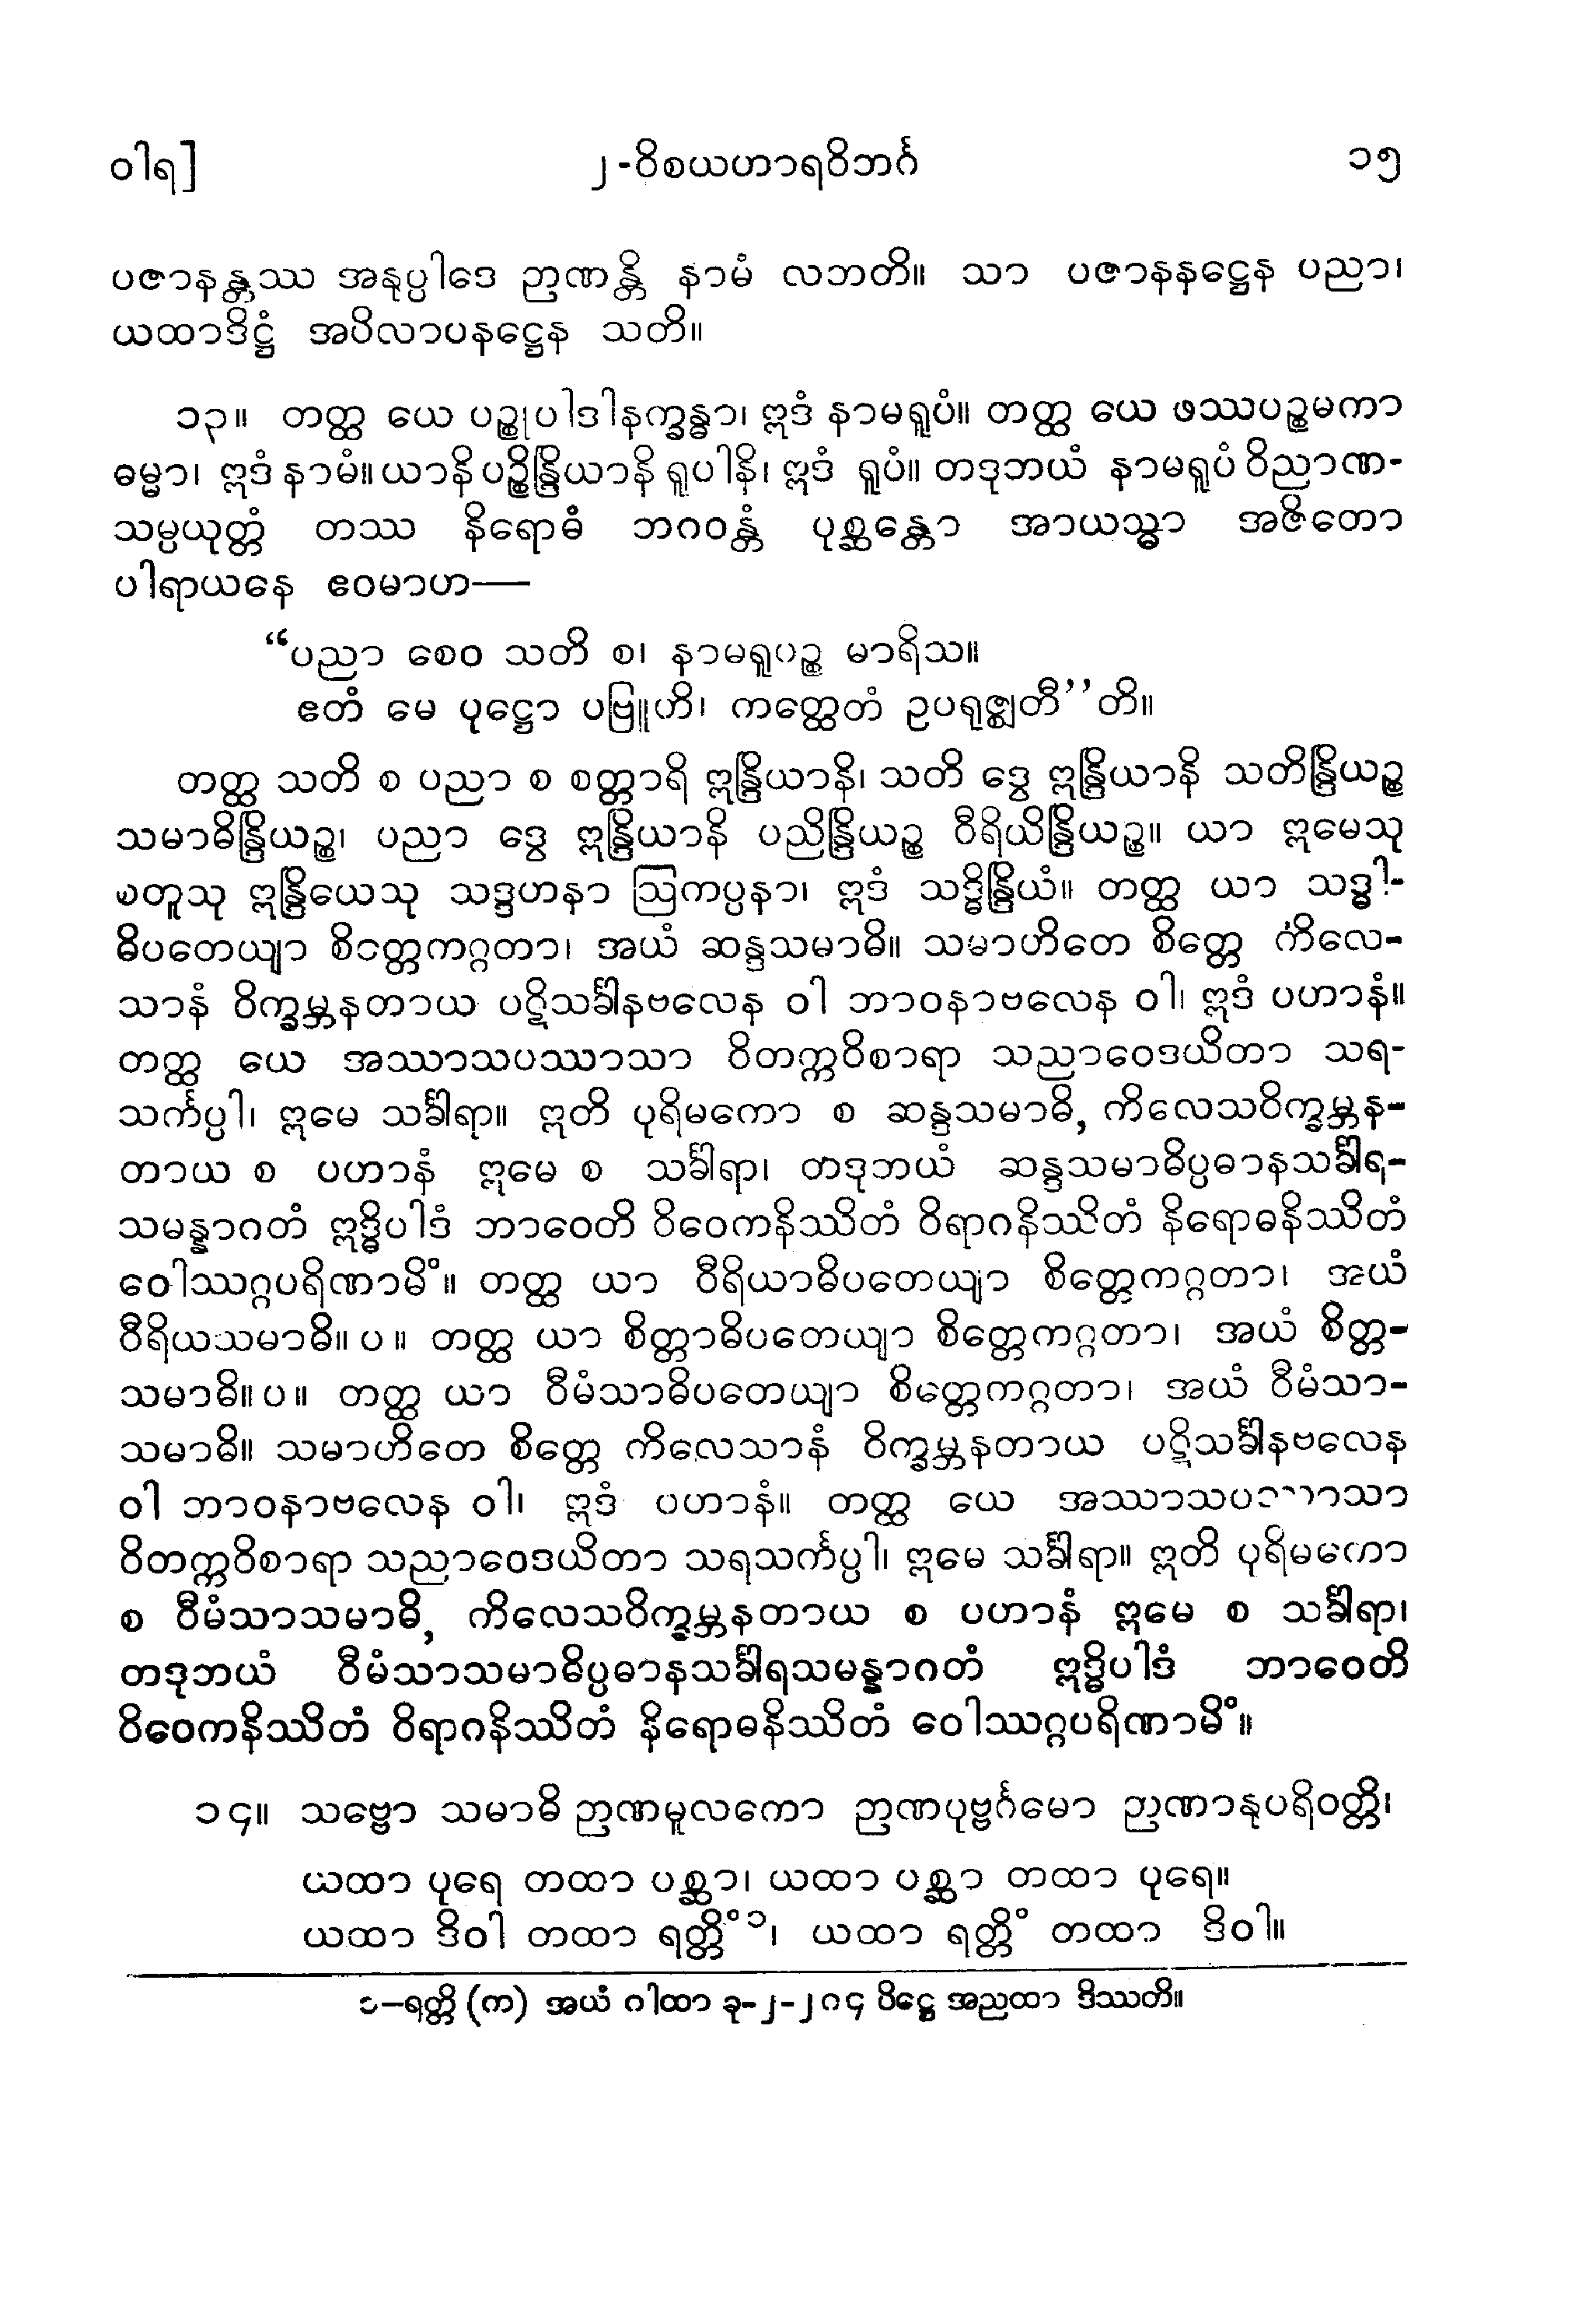 ဝါရ]
၂-ဝိစယဟာရဝိဘင်္ဂ
၁၅
ပဇာနန္တဿ အနုပ္ပါဒေ ဉာဏန္တိ နာမံ လဘတိ။ သာ ပဇာနနဋ္ဌေန ပညာ၊
ယထာဒိဋ္ဌံ အပိလာပနဋ္ဌေန သတိ။
၁၃။ တတ္ထ ယေ ပဉ္စုပါဒါနက္ခန္ဓာ၊ ဣဒံ နာမရူပံ။ တတ္ထ ယေ ဖဿပဉ္စမကာ
ဓမ္မာ၊ ဣဒံ နာမံ။ ယာနိ ပဉ္စိန္ဒြိယာနိ ရူပါနိ၊ ဣဒံ ရူပံ။ တဒုဘယံ နာမရူပံ ဝိညာဏ-
သမ္ပယုတ္တံ တဿ နိရောဓံ ဘဂဝန္တံ ပုစ္ဆန္တော အာယသ္မာ အဇိတော
ပါရာယနေ ဧဝမာဟ—
“ပညာ စေဝ သတိ စ၊ နာမရူပဉ္စ မာရိသ။
ဧတံ မေ ပုဋ္ဌော ပဗြူဟိ၊ ကတ္ထေတံ ဥပရုဇ္ဈတီ’’တိ။
တတ္ထ သတိ စ ပညာ စ စတ္တာရိ ဣန္ဒြိယာနိ၊ သတိ ဒွေ ဣန္ဒြိယာနိ သတိန္ဒြိယဉ္စ
သမာဓိန္ဒြိယဉ္စ၊ ပညာ ဒွေ ဣန္ဒြိယာနိ ပညိန္ဒြိယဉ္စ ဝီရိယိန္ဒြိယဉ္စ။ ယာ ဣမေသု
စတူသု ဣန္ဒြိယေသု သဒ္ဒဟနာ ဩကပ္ပနာ၊ ဣဒံ သဒ္ဓိန္ဒြိယံ။ တတ္ထ ယာ သဒ္ဓါ-
ဓိပတေယျာ စိတ္တေကဂ္ဂတာ၊ အယံ ဆန္ဒသမာဓိ။ သမာဟိတေ စိတ္တေ ကိလေ-
သာနံ ဝိက္ခမ္ဘနတာယ ပဋိသင်္ခါနဗလေန ဝါ ဘာဝနာဗလေန ဝါ၊ ဣဒံ ပဟာနံ။
တတ္ထ ယေ အဿာသပဿာသာ ဝိတက္ကဝိစာရာ သညာဝေဒယိတာ သရ-
သင်္ကပ္ပါ၊ ဣမေ သင်္ခါရာ။ ဣတိ ပုရိမကော စ ဆန္ဒသမာဓိ, ကိလေသဝိက္ခမ္ဘန-
တာယ စ ပဟာနံ ဣမေ စ သင်္ခါရာ၊ တဒုဘယံ ဆန္ဒသမာဓိပ္ပဓာနသင်္ခါရ-
သမန္နာဂတံ ဣဒ္ဓိပါဒံ ဘာဝေတိ ဝိဝေကနိဿိတံ ဝိရာဂနိဿိတံ နိရောဓနိဿိတံ
ဝေါဿဂ္ဂပရိဏာမိံ။ တတ္ထ ယာ ဝီရိယာဓိပတေယျာ စိတ္တေကဂ္ဂတာ၊ အယံ
ဝီရိယသမာဓိ။ ပ ။ တတ္ထ ယာ စိတ္တာဓိပတေယျာ စိတ္တေကဂ္ဂတာ၊ အယံ စိတ္တ-
သမာဓိ။ ပ ။ တတ္ထ ယာ ဝီမံသာဓိပတေယျာ စိတ္တေကဂ္ဂတာ၊ အယံ ဝီမံသာ-
သမာဓိ။ သမာဟိတေ စိတ္တေ ကိလေသာနံ ဝိက္ခမ္ဘနတာယ ပဋိသင်္ခါနဗလေန
ဝါ ဘာဝနာဗလေန ဝါ၊ ဣဒံ ပဟာနံ။ တတ္ထ ယေ အဿာသပဿာသာ
ဝိတက္ကဝိစာရာ သညာဝေဒယိတာ သရသင်္ကပ္ပါ၊ ဣမေ သင်္ခါရာ။ ဣတိ ပုရိမကော
စ ဝီမံသာသမာဓိ, ကိလေသဝိက္ခမ္ဘနတာယ စ ပဟာနံ ဣမေ စ သင်္ခါရာ၊
တဒုဘယံ ဝီမံသာသမာဓိပ္ပဓာနသင်္ခါရသမန္နာဂတံ ဣဒ္ဓိပါဒံ ဘာဝေတိ
ဝိဝေကနိဿိတံ ဝိရာဂနိဿိတံ နိရောဓနိဿိတံ ဝေါဿဂ္ဂပရိဏာမိံ။
၁၄။ သဗ္ဗော သမာဓိ ဉာဏမူလကော ဉာဏပုဗ္ဗင်္ဂမော ဉာဏာနုပရိဝတ္တိ၊
ယထာ ပုရေ တထာ ပစ္ဆာ၊ ယထာ ပစ္ဆာ တထာ ပုရေ။
ယထာ ဒိဝါ တထာ ရတ္တိံ၁၊ ယထာ ရတ္တိံ တထာ ဒိဝါ။
၁–ရတ္တိ (က) အယံ ဂါထာ ခု-၂-၂၈၄ ပိဋ္ဌေ အညထာ ဒိဿတိ။